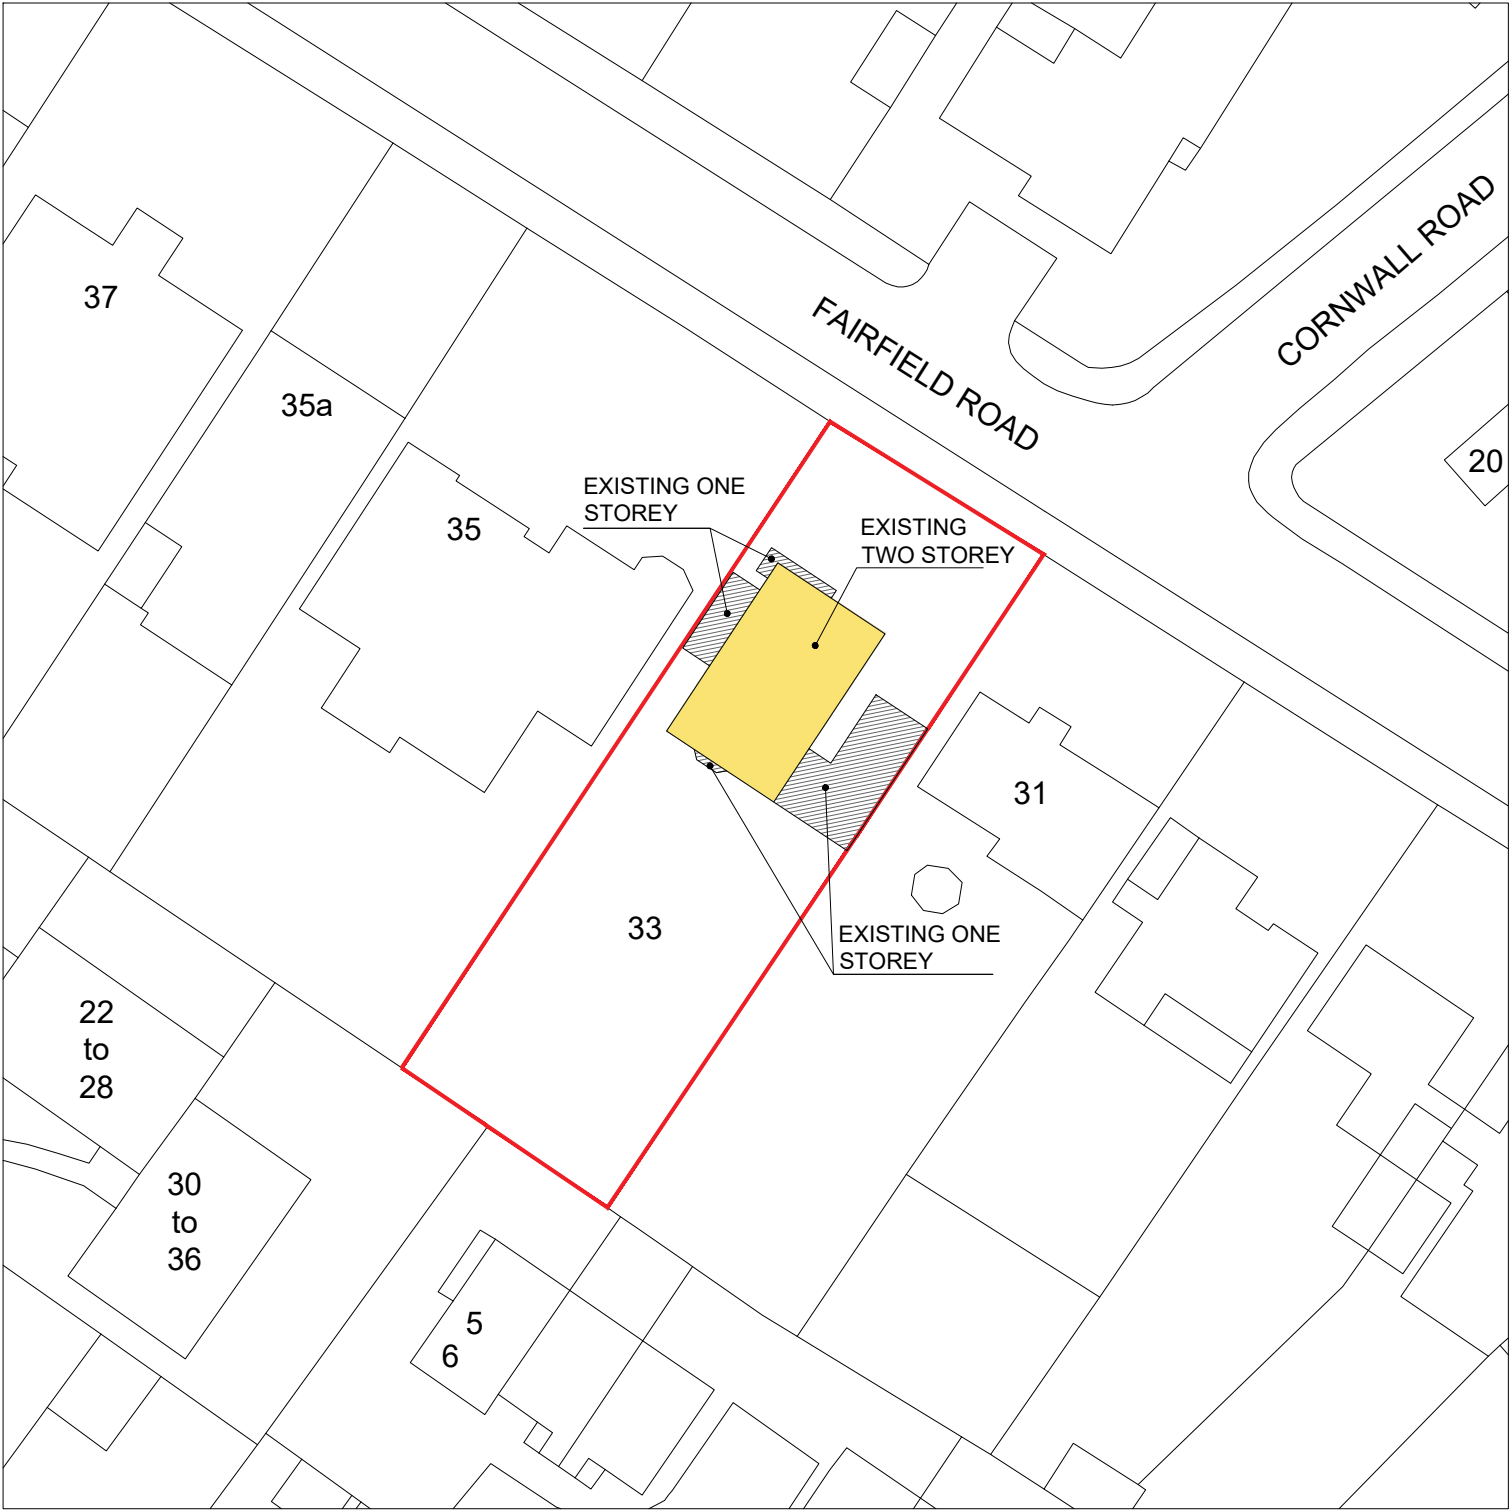 CORNWALL ROAD
37
FAIRFIELD ROAD
35a
20
EXISTING ONE
STOREY
35
EXISTING
TWO STOREY
31
33
EXISTING ONE
STOREY
22
to
28
30
to
36
5
6